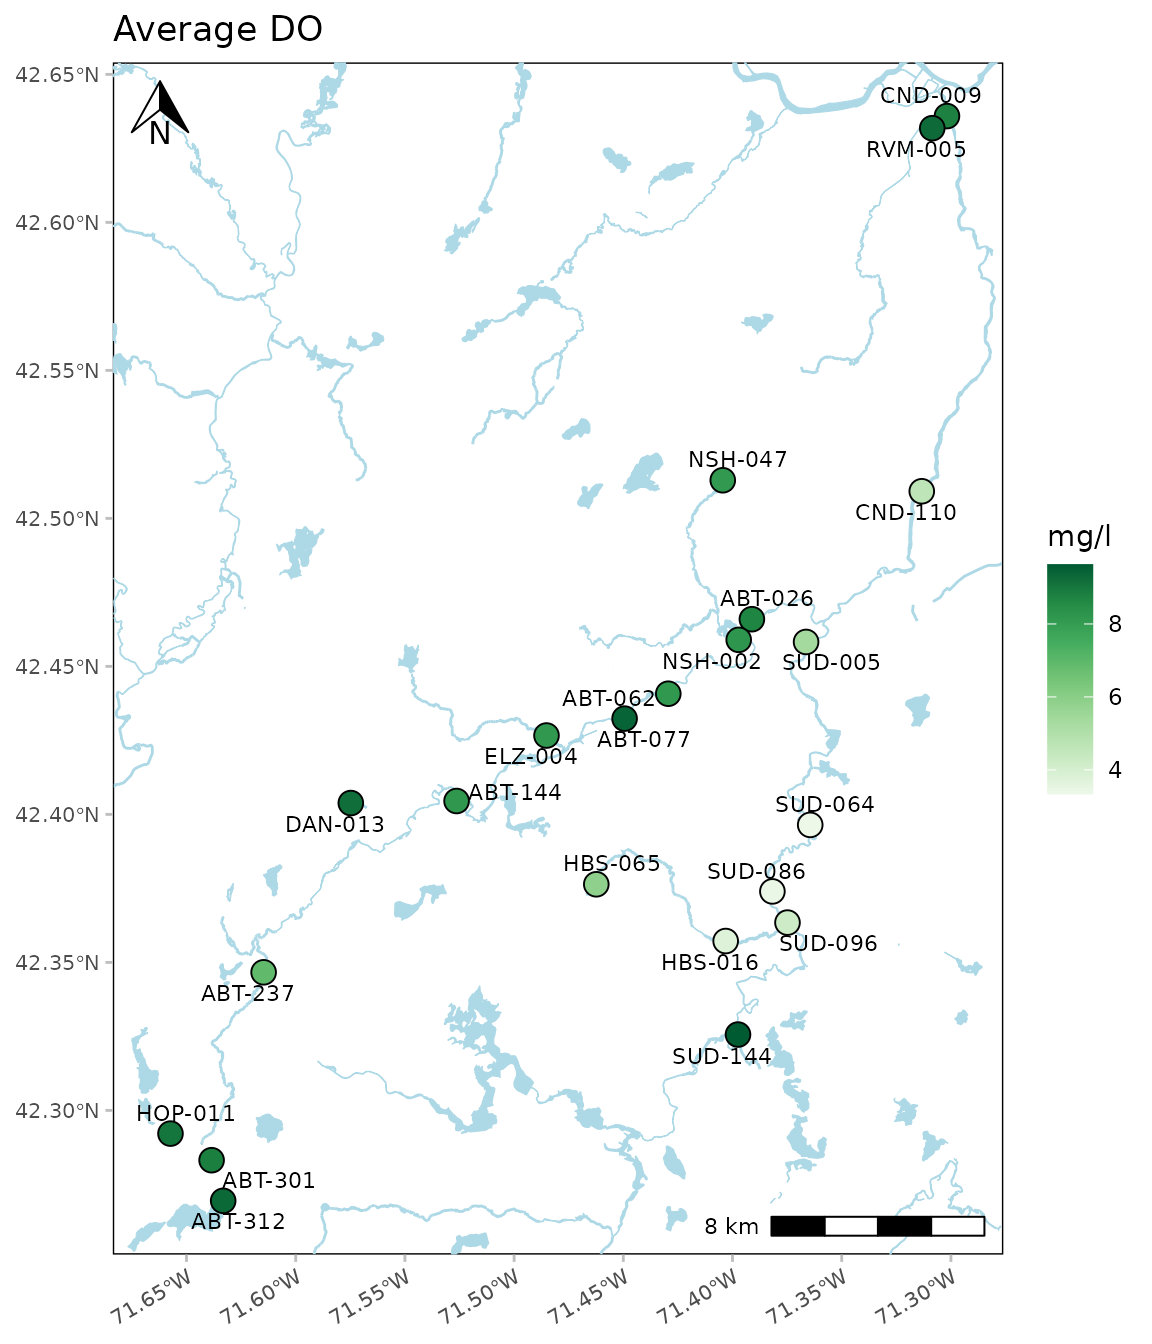 Average DO
42.65°N
42.60°N
42.55°N
42.50°N
42.45°N
42.40°N
42.35°N
42.30°N
N
CND-009
RVM-005
NSH-047
CND-110
ABT-026
NSH-002
SUD-005
ABT-062
ABT-077
ELZ-004
ABT-144
DAN-013
SUD-064
HBS-065
SUD-086
SUD-096
HBS-016
ABT-237
SUD-144
HOP-011
ABT-301
ABT-312
8 km
71.65°W
71.60°W
71.55°W
71.50°W
71.45°W
71.40°W
71.35°W
71.30°W
mg/l
8
6
4